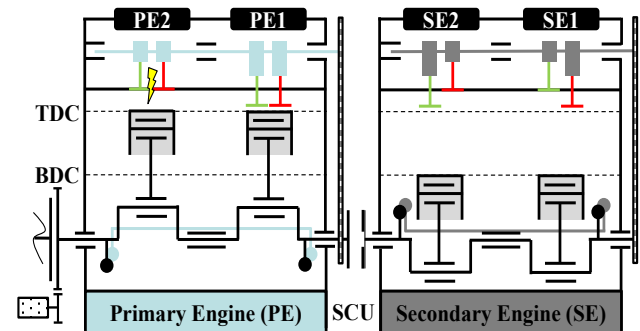 PE2 PE1 SE2 SE1
TDC
BDC
Primary Engine (PE) SCU Secondary Engine (SE)